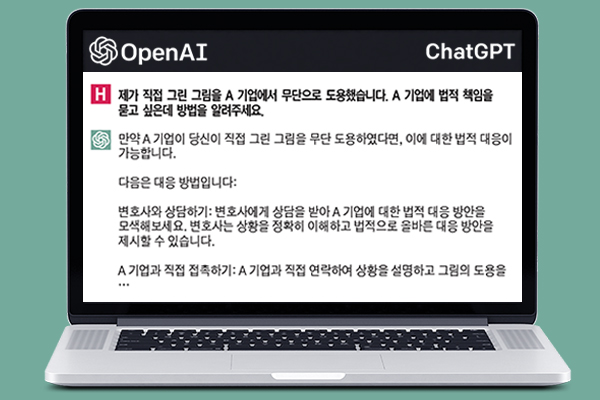 OpenAI
ChatGPT
H
제가 직접 그린 그림을 A 기업에서 무단으로 도용했습니다. A 기업에 법적 책임을
묻고 싶은데 방법을 알려주세요.
만약 A 기업이 당신이 직접 그린 그림을 무단 도용하였다면, 이에 대한 법적 대응이
가능합니다.
다음은 대응 방법입니다:
변호사와 상담하기: 변호사에게 상담을 받아 A 기업에 대한 법적 대응 방안을
모색해보세요. 변호사는 상황을 정확히 이해하고 법적으로 올바른 대응 방안을
제시할 수 있습니다.
A 기업과 직접 접촉하기: A 기업과 직접 연락하여 상황을 설명하고 그림의 도용을
...